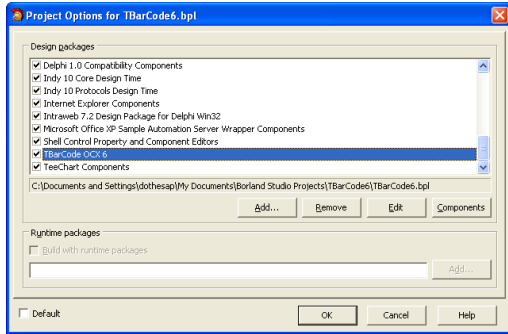 Project Options for TBarCode6.bpl
Design packages
Delphi 1.0 Compatibility Components
Indy 10 Core Design Time
Indy 10 Protocols Design Time
Internet Explorer Components
Intraweb 7.2 Design Package for Delphi Win32
Microsoft Office XP Sample Automation Server Wrapper Components
Shell Control Property and Component Editors
TBarCode OCX 6
TeeChart Components
C:\Documents and Settings\dothesap\My Documents\Borland Studio Projects\TBarCode6\TBarCode6.bpl
Add... Remove Edit Components
Runtime packages
Build with runtime packages
Add...
Default OK Cancel Help